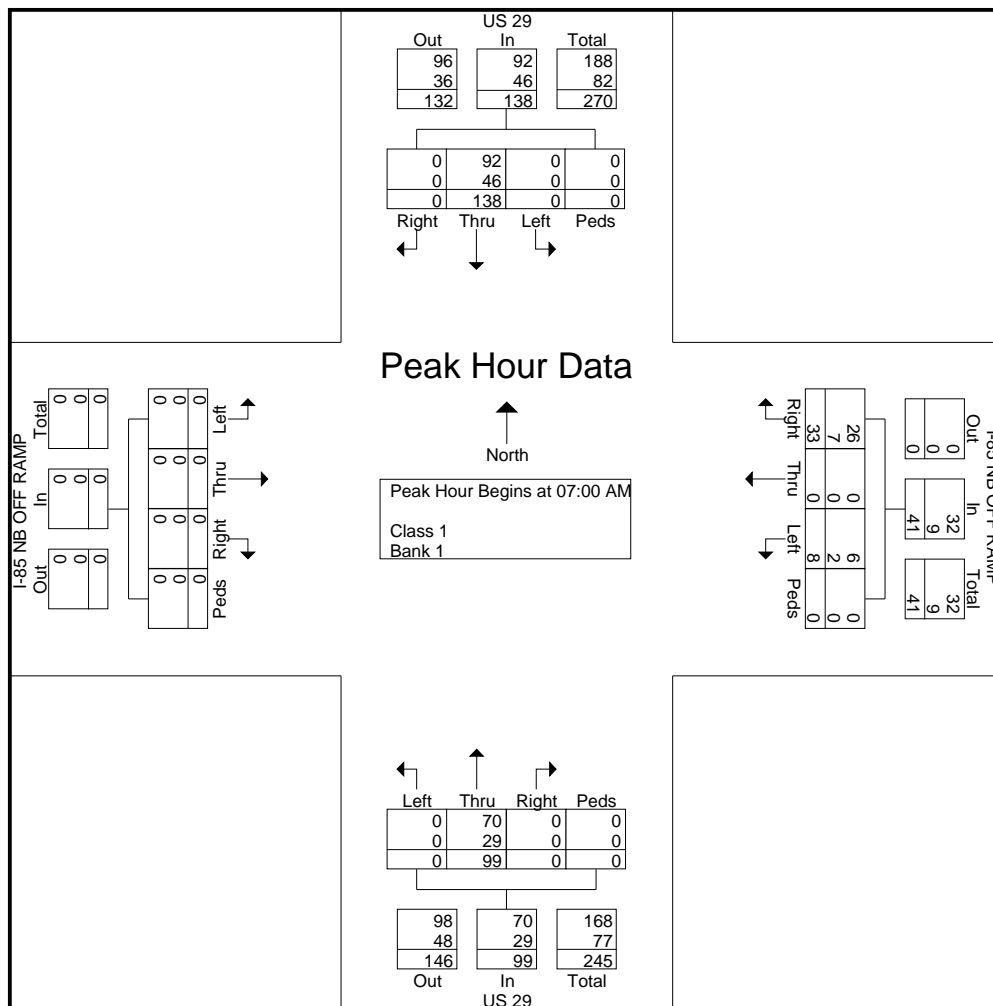 US 29
Out In Total
96 92 188
36 46 82
132 138 270
0 92 0 0
0 46 0 0
0 138 0 0
Right Thru Left Peds
Peak Hour Data
North
Peak Hour Begins at 07:00 AM
Class 1
Bank 1
I-85 NB OFF RAMP
Total In Out
0 0 0
0 0 0
0 0 0
0 0 0 0
0 0 0 0
0 0 0 0
Left Thru Right Peds
I-85 NB OFF RAMP
Out In Total
0 32 32
0 9 9
0 41 41
26 0 6 0
7 0 2 0
33 0 8 0
Right Thru Left Peds
Left Thru Right Peds
0 70 0 0
0 29 0 0
0 99 0 0
98 70 168
48 29 77
146 99 245
Out In Total
US 29